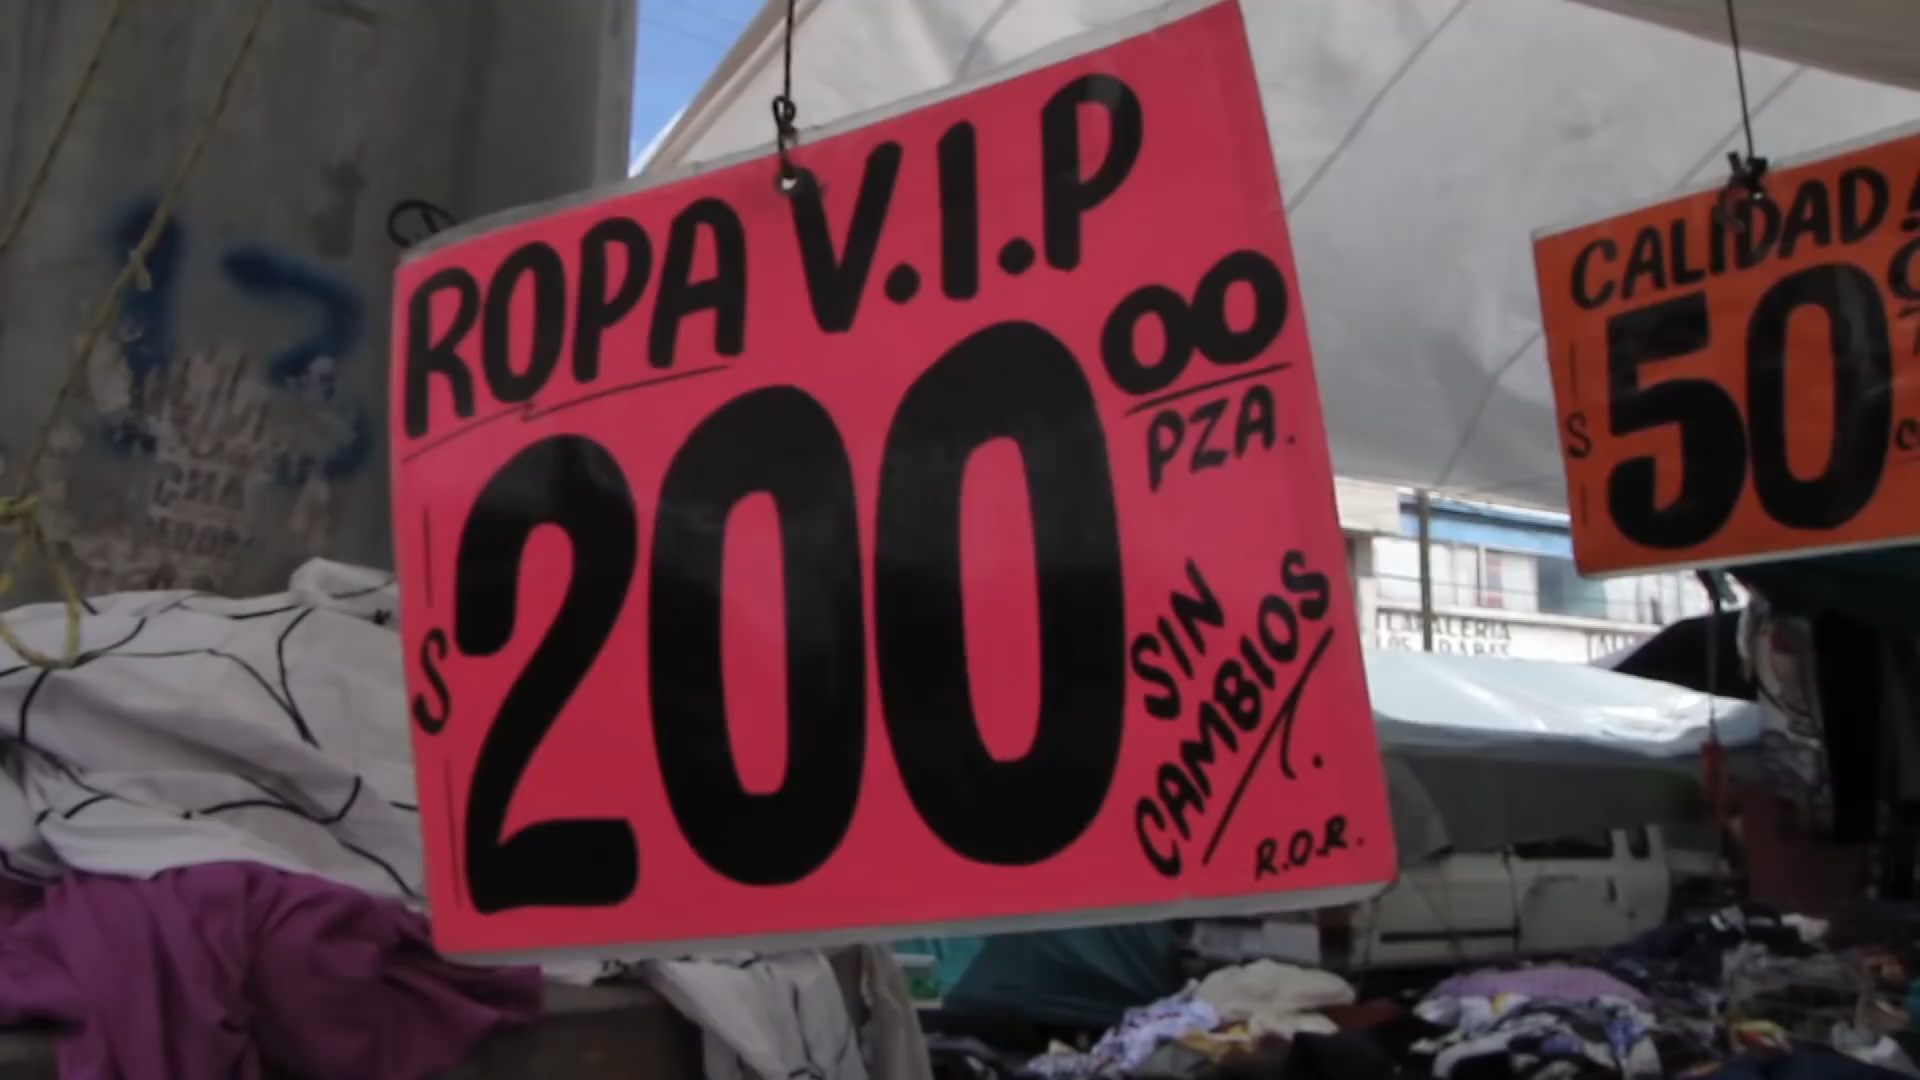 ROPA V.I.P
$ 200 00
PZA.
SIN
CAMBIOS
R.O.R.
CALIDAD
$ 50